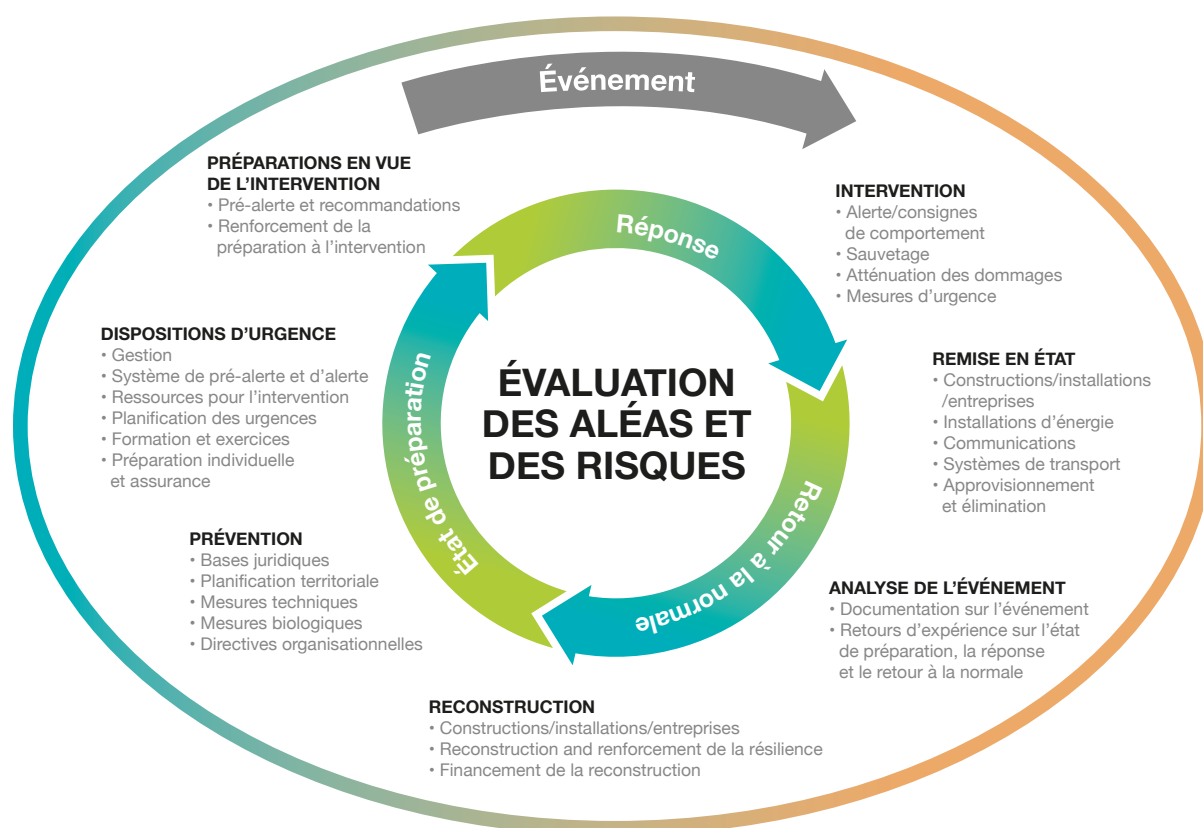 Événement
PRÉPARATIONS EN VUE
DE L’INTERVENTION
• Pré-alerte et recommandations
• Renforcement de la
préparation à l’intervention
INTERVENTION
• Alerte/consignes
de comportement
• Sauvetage
• Atténuation des dommages
• Mesures d’urgence
Réponse
DISPOSITIONS D’URGENCE
• Gestion
• Système de pré-alerte et d’alerte
• Ressources pour l’intervention
• Planification des urgences
• Formation et exercices
• Préparation individuelle
et assurance
État de préparation
ÉVALUATION
DES ALÉAS ET
DES RISQUES
REMISE EN ÉTAT
• Constructions/installations
/entreprises
• Installations d’énergie
• Communications
• Systèmes de transport
• Approvisionnement
et élimination
Retour à la normale
PRÉVENTION
• Bases juridiques
• Planification territoriale
• Mesures techniques
• Mesures biologiques
• Directives organisationnelles
ANALYSE DE L’ÉVÉNEMENT
• Documentation sur l’événement
• Retours d’expérience sur l’état
de préparation, la réponse
et le retour à la normale
RECONSTRUCTION
• Constructions/installations/entreprises
• Reconstruction and renforcement de la résilience
• Financement de la reconstruction